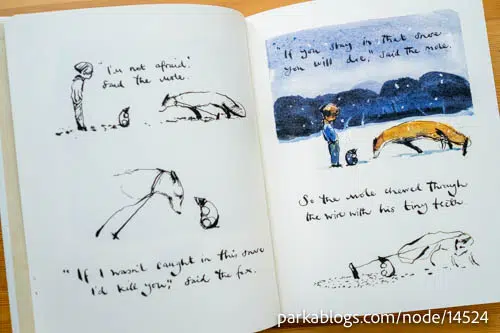 "I'm not afraid,"
said the mole.
"If I wasn't caught in this snare
I'd kill you," said the fox.
"If you stay in that snare
you will die," said the mole.
So the mole chewed through
the wire with his tiny teeth.
parkablogs.com/node/14524